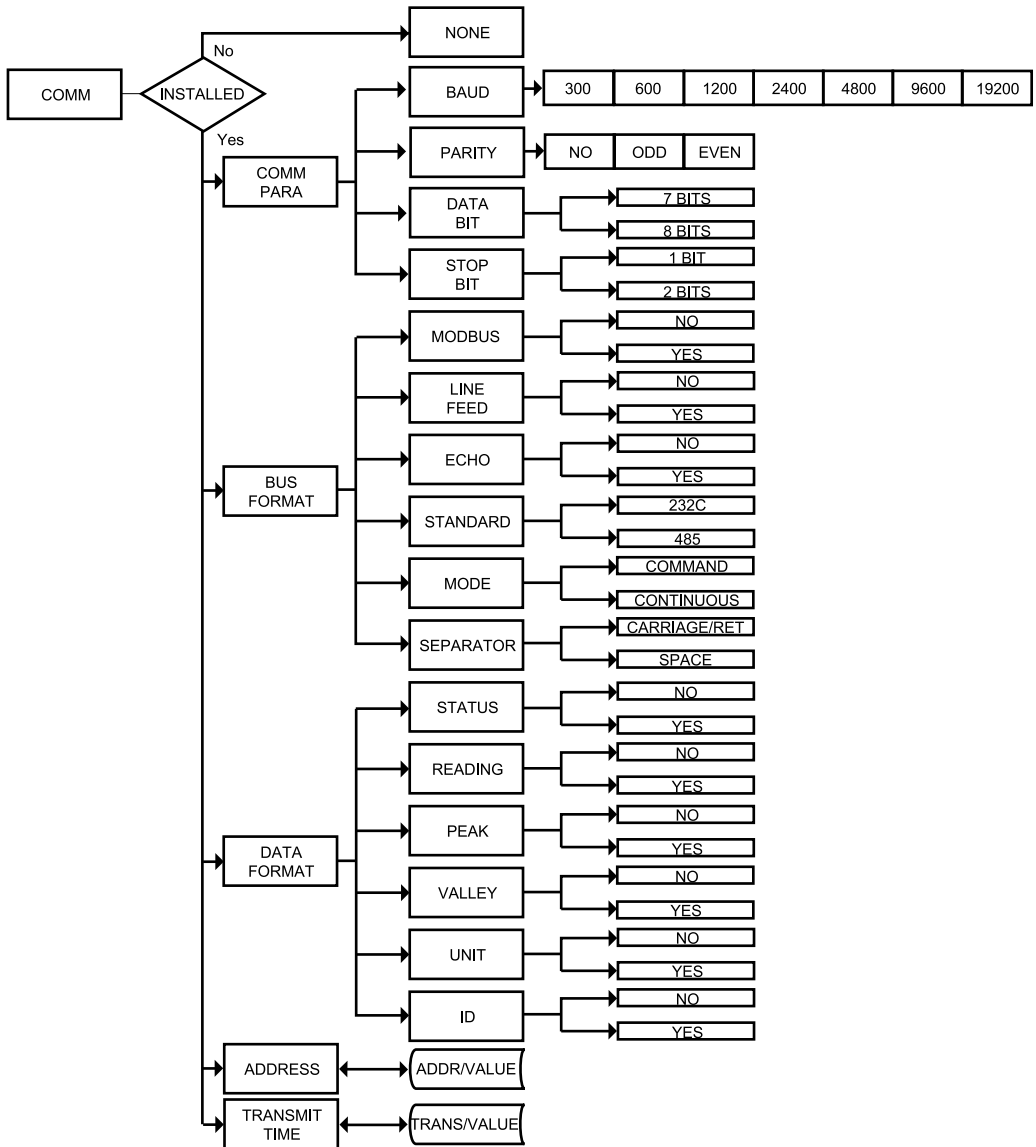 NONE
No
COMM
INSTALLED
Yes
BAUD
300 600 1200 2400 4800 9600 19200
COMM
PARA
PARITY
NO ODD EVEN
DATA
BIT
7 BITS
8 BITS
STOP
BIT
1 BIT
2 BITS
BUS
FORMAT
MODBUS
NO
YES
LINE
FEED
NO
YES
ECHO
NO
YES
STANDARD
232C
485
MODE
COMMAND
CONTINUOUS
SEPARATOR
CARRIAGE/RET
SPACE
DATA
FORMAT
STATUS
NO
YES
READING
NO
YES
PEAK
NO
YES
VALLEY
NO
YES
UNIT
NO
YES
ID
NO
YES
ADDRESS
ADDR/VALUE
TRANSMIT
TIME
TRANS/VALUE